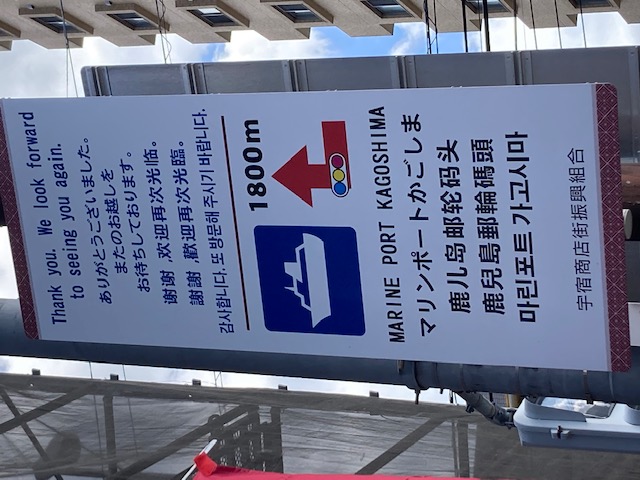 Thank you. We look forward
to seeing you again.
ありがとうございました。
またのお越しを
お待ちしております。
谢谢,欢迎再次光临。
謝謝,歡迎再次光臨。
감사합니다. 또 방문해 주시기 바랍니다.
1800m
MARINE PORT KAGOSHIMA
マリンポートかごしま
鹿儿岛邮轮码头
鹿兒島郵輪碼頭
마린포트 가고시마
宇宿商店街振興組合